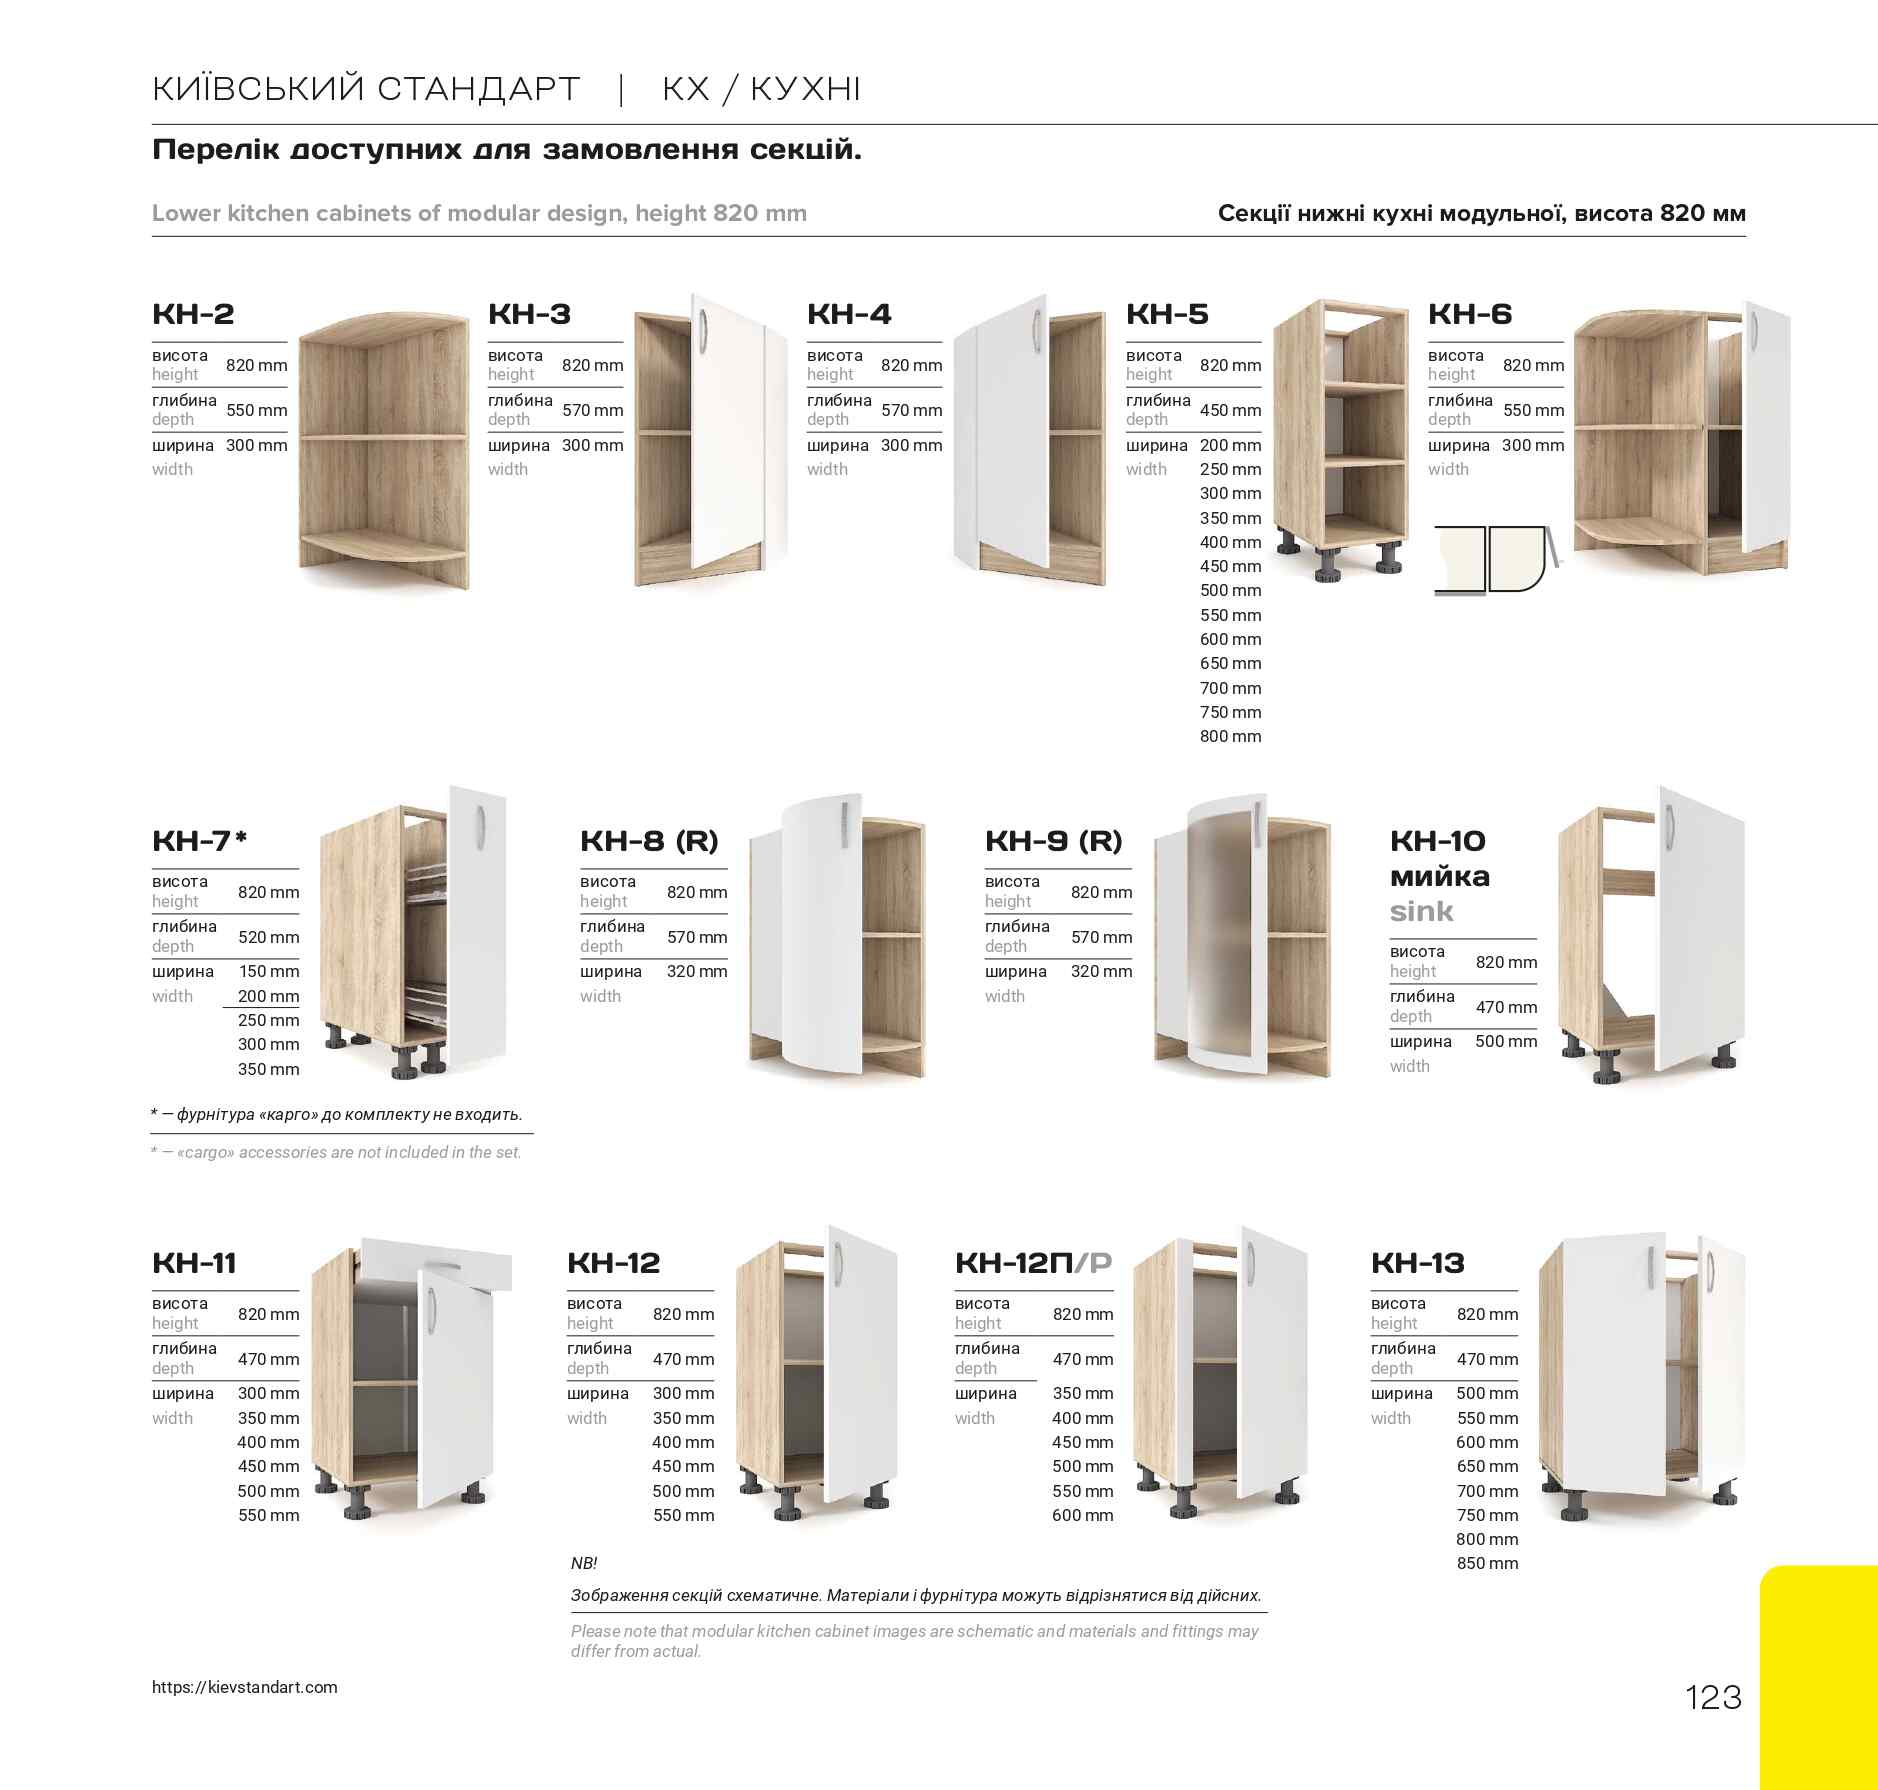 КИЇВСЬКИЙ СТАНДАРТ | КХ / КУХНІ
Перелік доступних для замовлення секцій.
Lower kitchen cabinets of modular design, height 820 mm
Секції нижні кухні модульної, висота 820 мм
КН-2
висота 820 mm
height
глибина 550 mm
depth
ширина 300 mm
width
КН-3
висота 820 mm
height
глибина 570 mm
depth
ширина 300 mm
width
КН-4
висота 820 mm
height
глибина 570 mm
depth
ширина 300 mm
width
КН-5
висота 820 mm
height
глибина 450 mm
depth
ширина 200 mm
width 250 mm
300 mm
350 mm
400 mm
450 mm
500 mm
550 mm
600 mm
650 mm
700 mm
750 mm
800 mm
КН-6
висота 820 mm
height
глибина 550 mm
depth
ширина 300 mm
width
КН-7*
висота 820 mm
height
глибина 520 mm
depth
ширина 150 mm
width 200 mm
250 mm
300 mm
350 mm
* — фурнітура «карго» до комплекту не входить.
* — «cargo» accessories are not included in the set.
КН-8 (R)
висота 820 mm
height
глибина 570 mm
depth
ширина 320 mm
width
КН-9 (R)
висота 820 mm
height
глибина 570 mm
depth
ширина 320 mm
width
КН-10
мийка
sink
висота 820 mm
height
глибина 470 mm
depth
ширина 500 mm
width
КН-11
висота 820 mm
height
глибина 470 mm
depth
ширина 300 mm
width 350 mm
400 mm
450 mm
500 mm
550 mm
КН-12
висота 820 mm
height
глибина 470 mm
depth
ширина 300 mm
width 350 mm
400 mm
450 mm
500 mm
550 mm
КН-12П/Р
висота 820 mm
height
глибина 470 mm
depth
ширина 350 mm
width 400 mm
450 mm
500 mm
550 mm
600 mm
КН-13
висота 820 mm
height
глибина 470 mm
depth
ширина 500 mm
width 550 mm
600 mm
650 mm
700 mm
750 mm
800 mm
850 mm
NB!
Зображення секцій схематичне. Матеріали і фурнітура можуть відрізнятися від дійсних.
Please note that modular kitchen cabinet images are schematic and materials and fittings may
differ from actual.
https://kievstandart.com
123